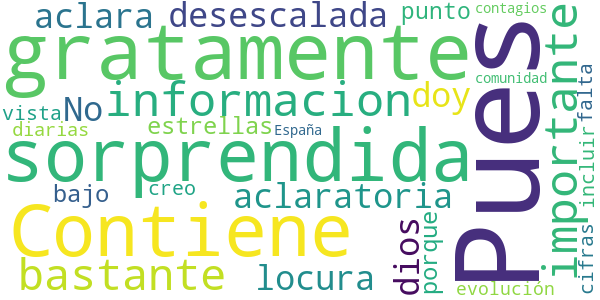 aclara
desescalada
punto
contagios
gratamente
comunidad
vista
No
informacion
doy
diarias
estrellas
España
sorprendida
bajo
creo
aclaratoria
Contiene
bastante
locura
dios
porque
evolución
Pues
importante
cifras
incluir
falta